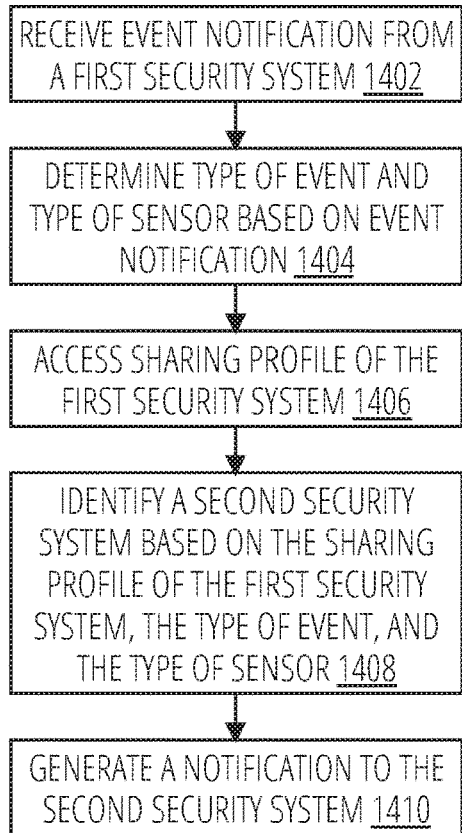 RECEIVE EVENT NOTIFICATION FROM
A FIRST SECURITY SYSTEM 1402
DETERMINE TYPE OF EVENT AND
TYPE OF SENSOR BASED ON EVENT
NOTIFICATION 1404
ACCESS SHARING PROFILE OF THE
FIRST SECURITY SYSTEM 1406
IDENTIFY A SECOND SECURITY
SYSTEM BASED ON THE SHARING
PROFILE OF THE FIRST SECURITY
SYSTEM, THE TYPE OF EVENT, AND
THE TYPE OF SENSOR 1408
GENERATE A NOTIFICATION TO THE
SECOND SECURITY SYSTEM 1410